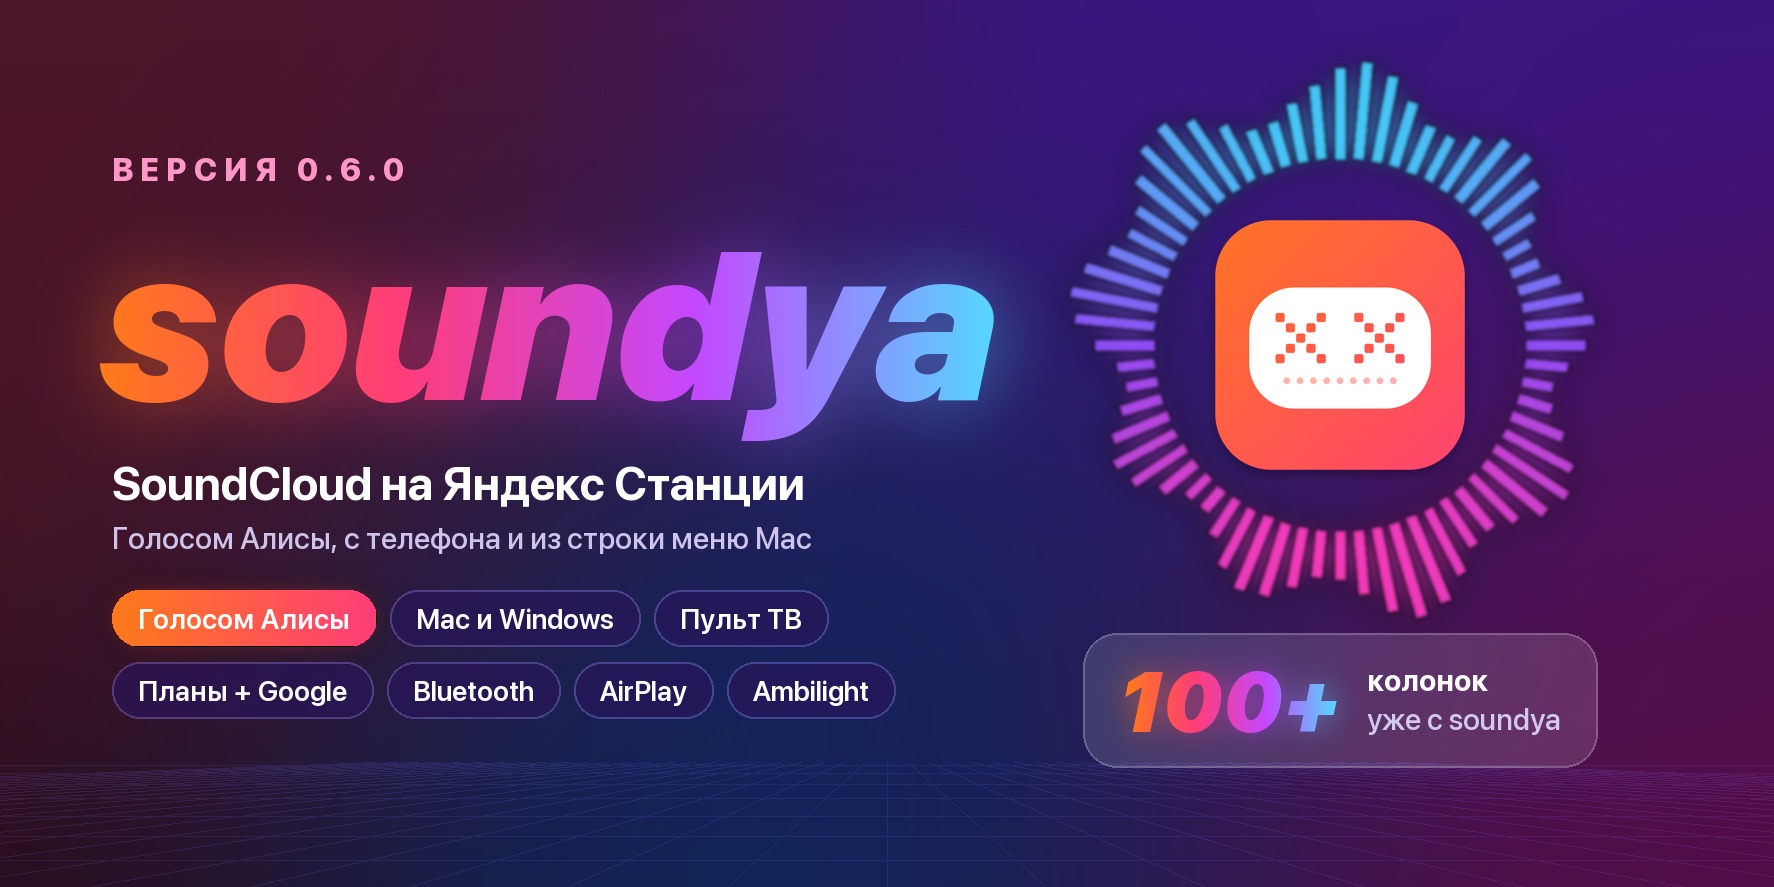 ВЕРСИЯ 0.6.0
soundya
SoundCloud на Яндекс Станции
Голосом Алисы, с телефона и из строки меню Mac
Голосом Алисы
Mac и Windows
Пульт ТВ
Планы + Google
Bluetooth
AirPlay
Ambilight
100+
колонок
уже с soundya